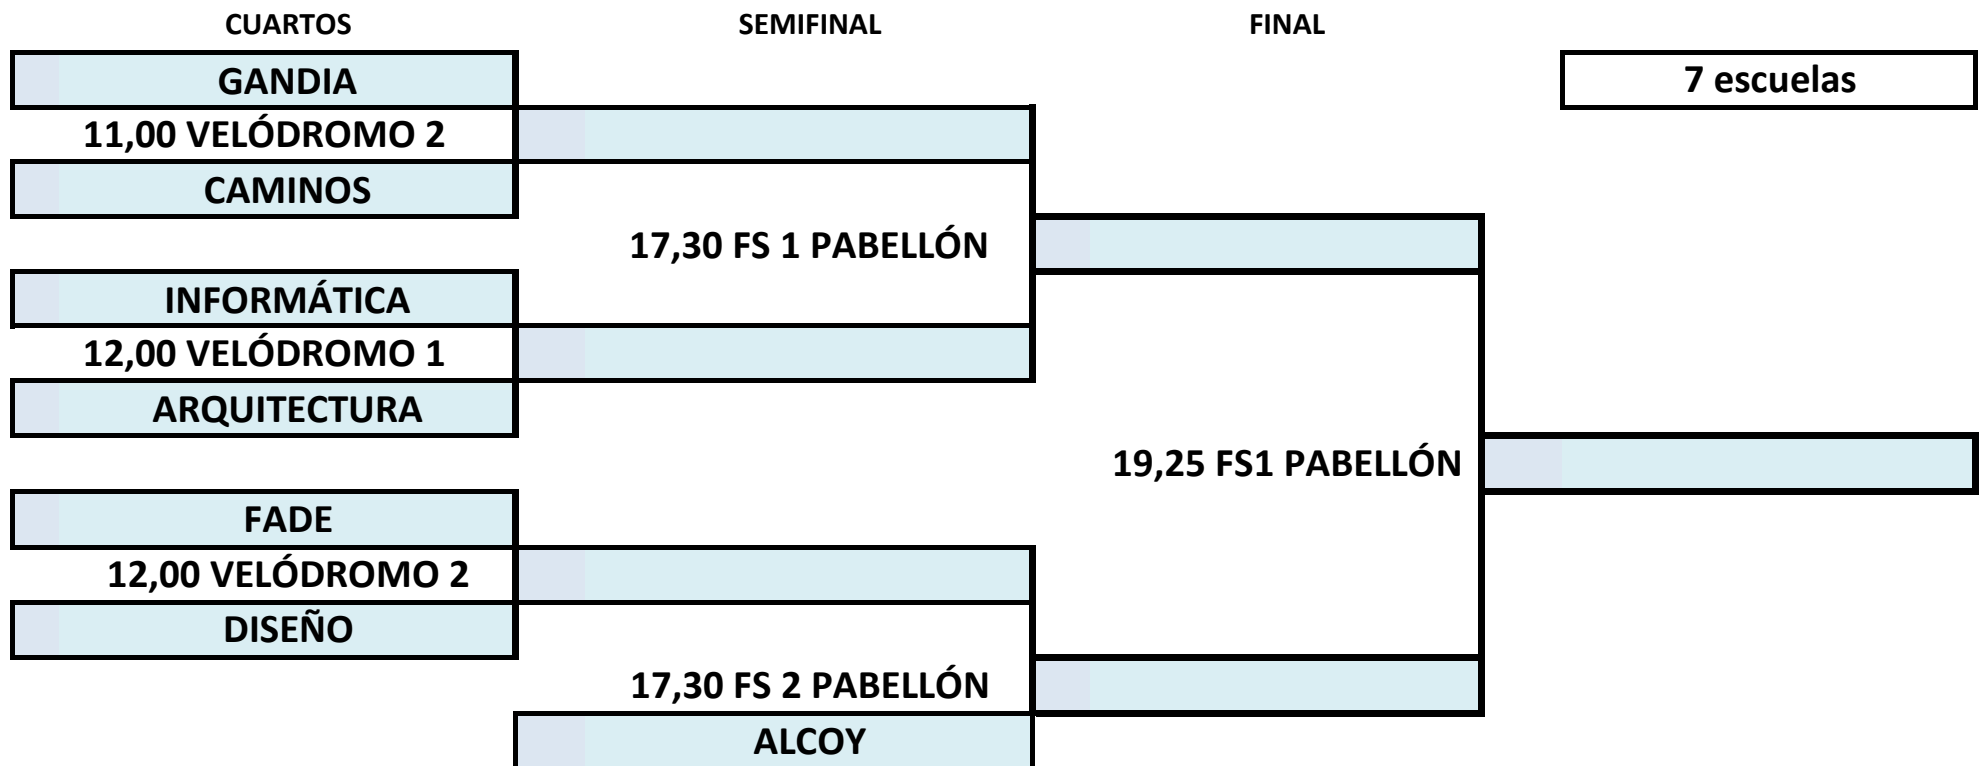 CUARTOS SEMIFINAL FINAL
GANDIA 7 escuelas
11,00 VELÓDROMO 2
CAMINOS
17,30 FS 1 PABELLÓN
INFORMÁTICA
12,00 VELÓDROMO 1
ARQUITECTURA
19,25 FS1 PABELLÓN
FADE
12,00 VELÓDROMO 2
DISEÑO
17,30 FS 2 PABELLÓN
ALCOY